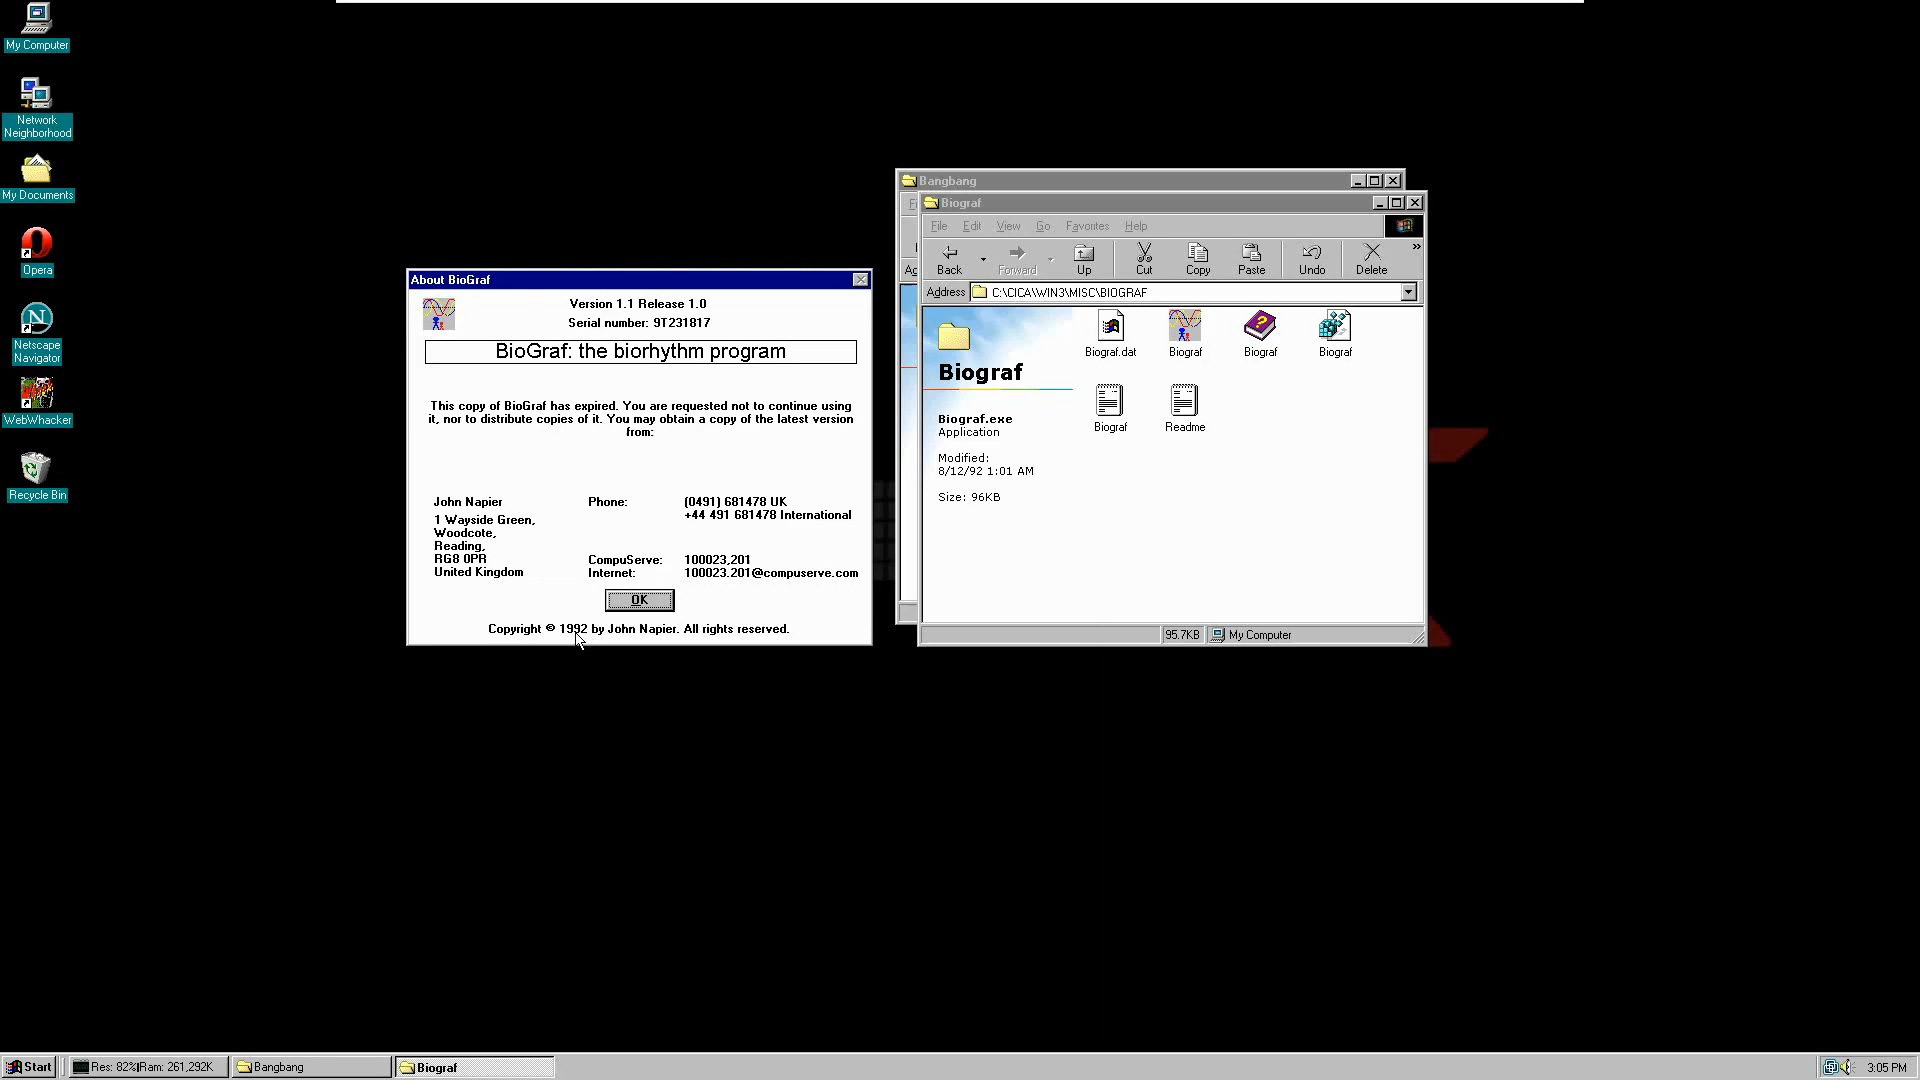 My Computer
Network
Neighborhood
My Documents
Opera
Netscape
Navigator
WebWhacker
Recycle Bin
About BioGraf
Version 1.1 Release 1.0
Serial number: 9T231817
BioGraf: the biorhythm program
This copy of BioGraf has expired. You are requested not to continue using
it, nor to distribute copies of it. You may obtain a copy of the latest version
from:
John Napier
1 Wayside Green,
Woodcote,
Reading,
RG8 0PR
United Kingdom
Phone:
(0491) 681478 UK
+44 491 681478 International
CompuServe:
100023,201
Internet:
100023.201@compuserve.com
OK
Copyright © 1992 by John Napier. All rights reserved.
Bangbang
Biograf
File Edit View Go Favorites Help
Back Forward Up Cut Copy Paste Undo Delete »
Address C:\CICA\WIN3\MISC\BIOGRAF
Biograf
Biograf.exe
Application
Modified:
8/12/92 1:01 AM
Size: 96KB
Biograf.dat
Biograf
Biograf
Biograf
Biograf
Readme
95.7KB
My Computer
Start
Res: 82%|Ram: 261,292K
Bangbang
Biograf
3:05 PM